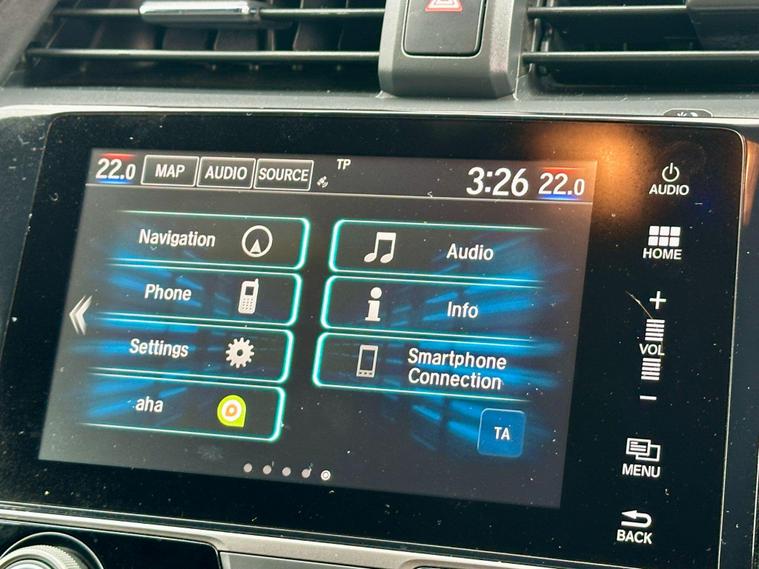 22.0 MAP AUDIO SOURCE TP 3:26 22.0
AUDIO
HOME
Navigation
Audio
Phone
Info
Settings
Smartphone
Connection
aha
TA
+
VOL
−
MENU
BACK